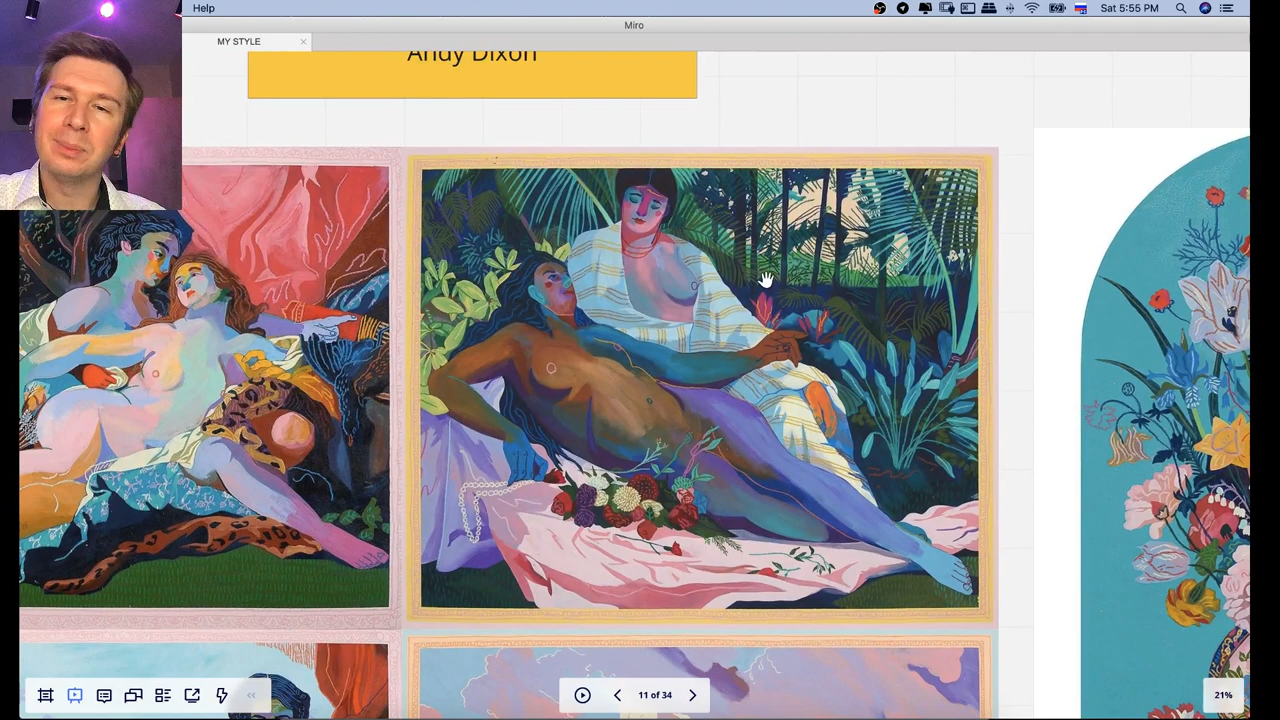 Help
Sat 5:55 PM
Miro
MY STYLE
Andy Dixon
11 of 34
21%